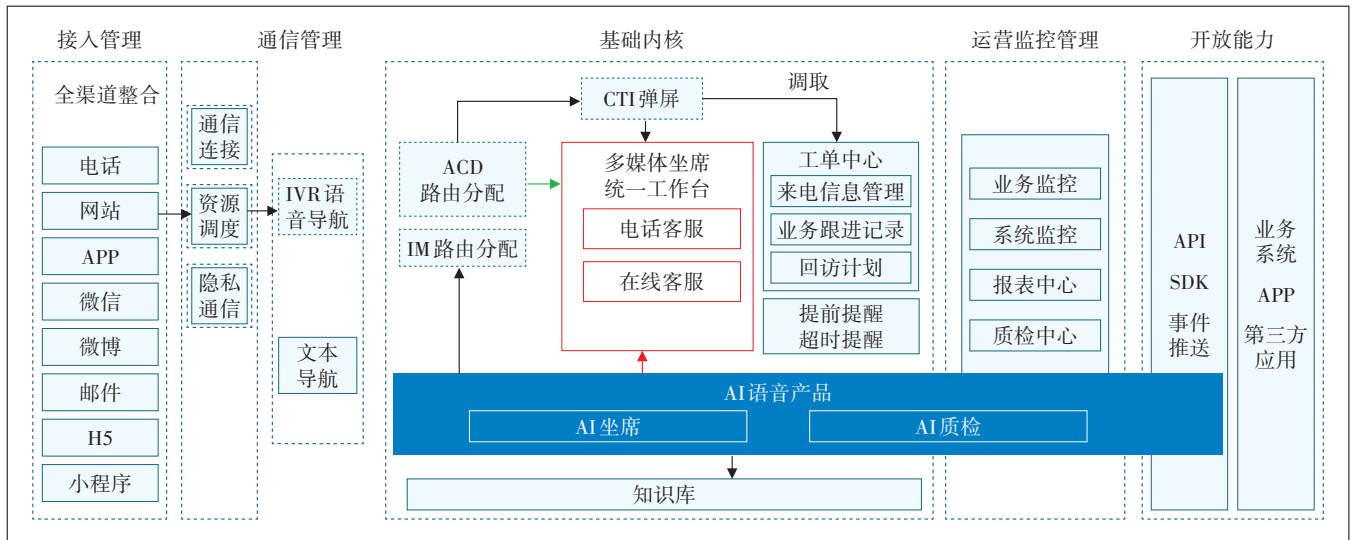 接入管理
通信管理
基础内核
运营监控管理
开放能力
全渠道整合
电话
网站
APP
微信
微博
邮件
H5
小程序
通信
连接
资源
调度
隐私
通信
IVR语
音导航
文本
导航
CTI弹屏
调取
ACD
路由分配
IM路由分配
多媒体坐席
统一工作台
电话客服
在线客服
工单中心
来电信息管理
业务跟进记录
回访计划
提前提醒
超时提醒
业务监控
系统监控
报表中心
质检中心
API
SDK
事件
推送
业务
系统
APP
第三方
应用
AI语音产品
AI坐席
AI质检
知识库